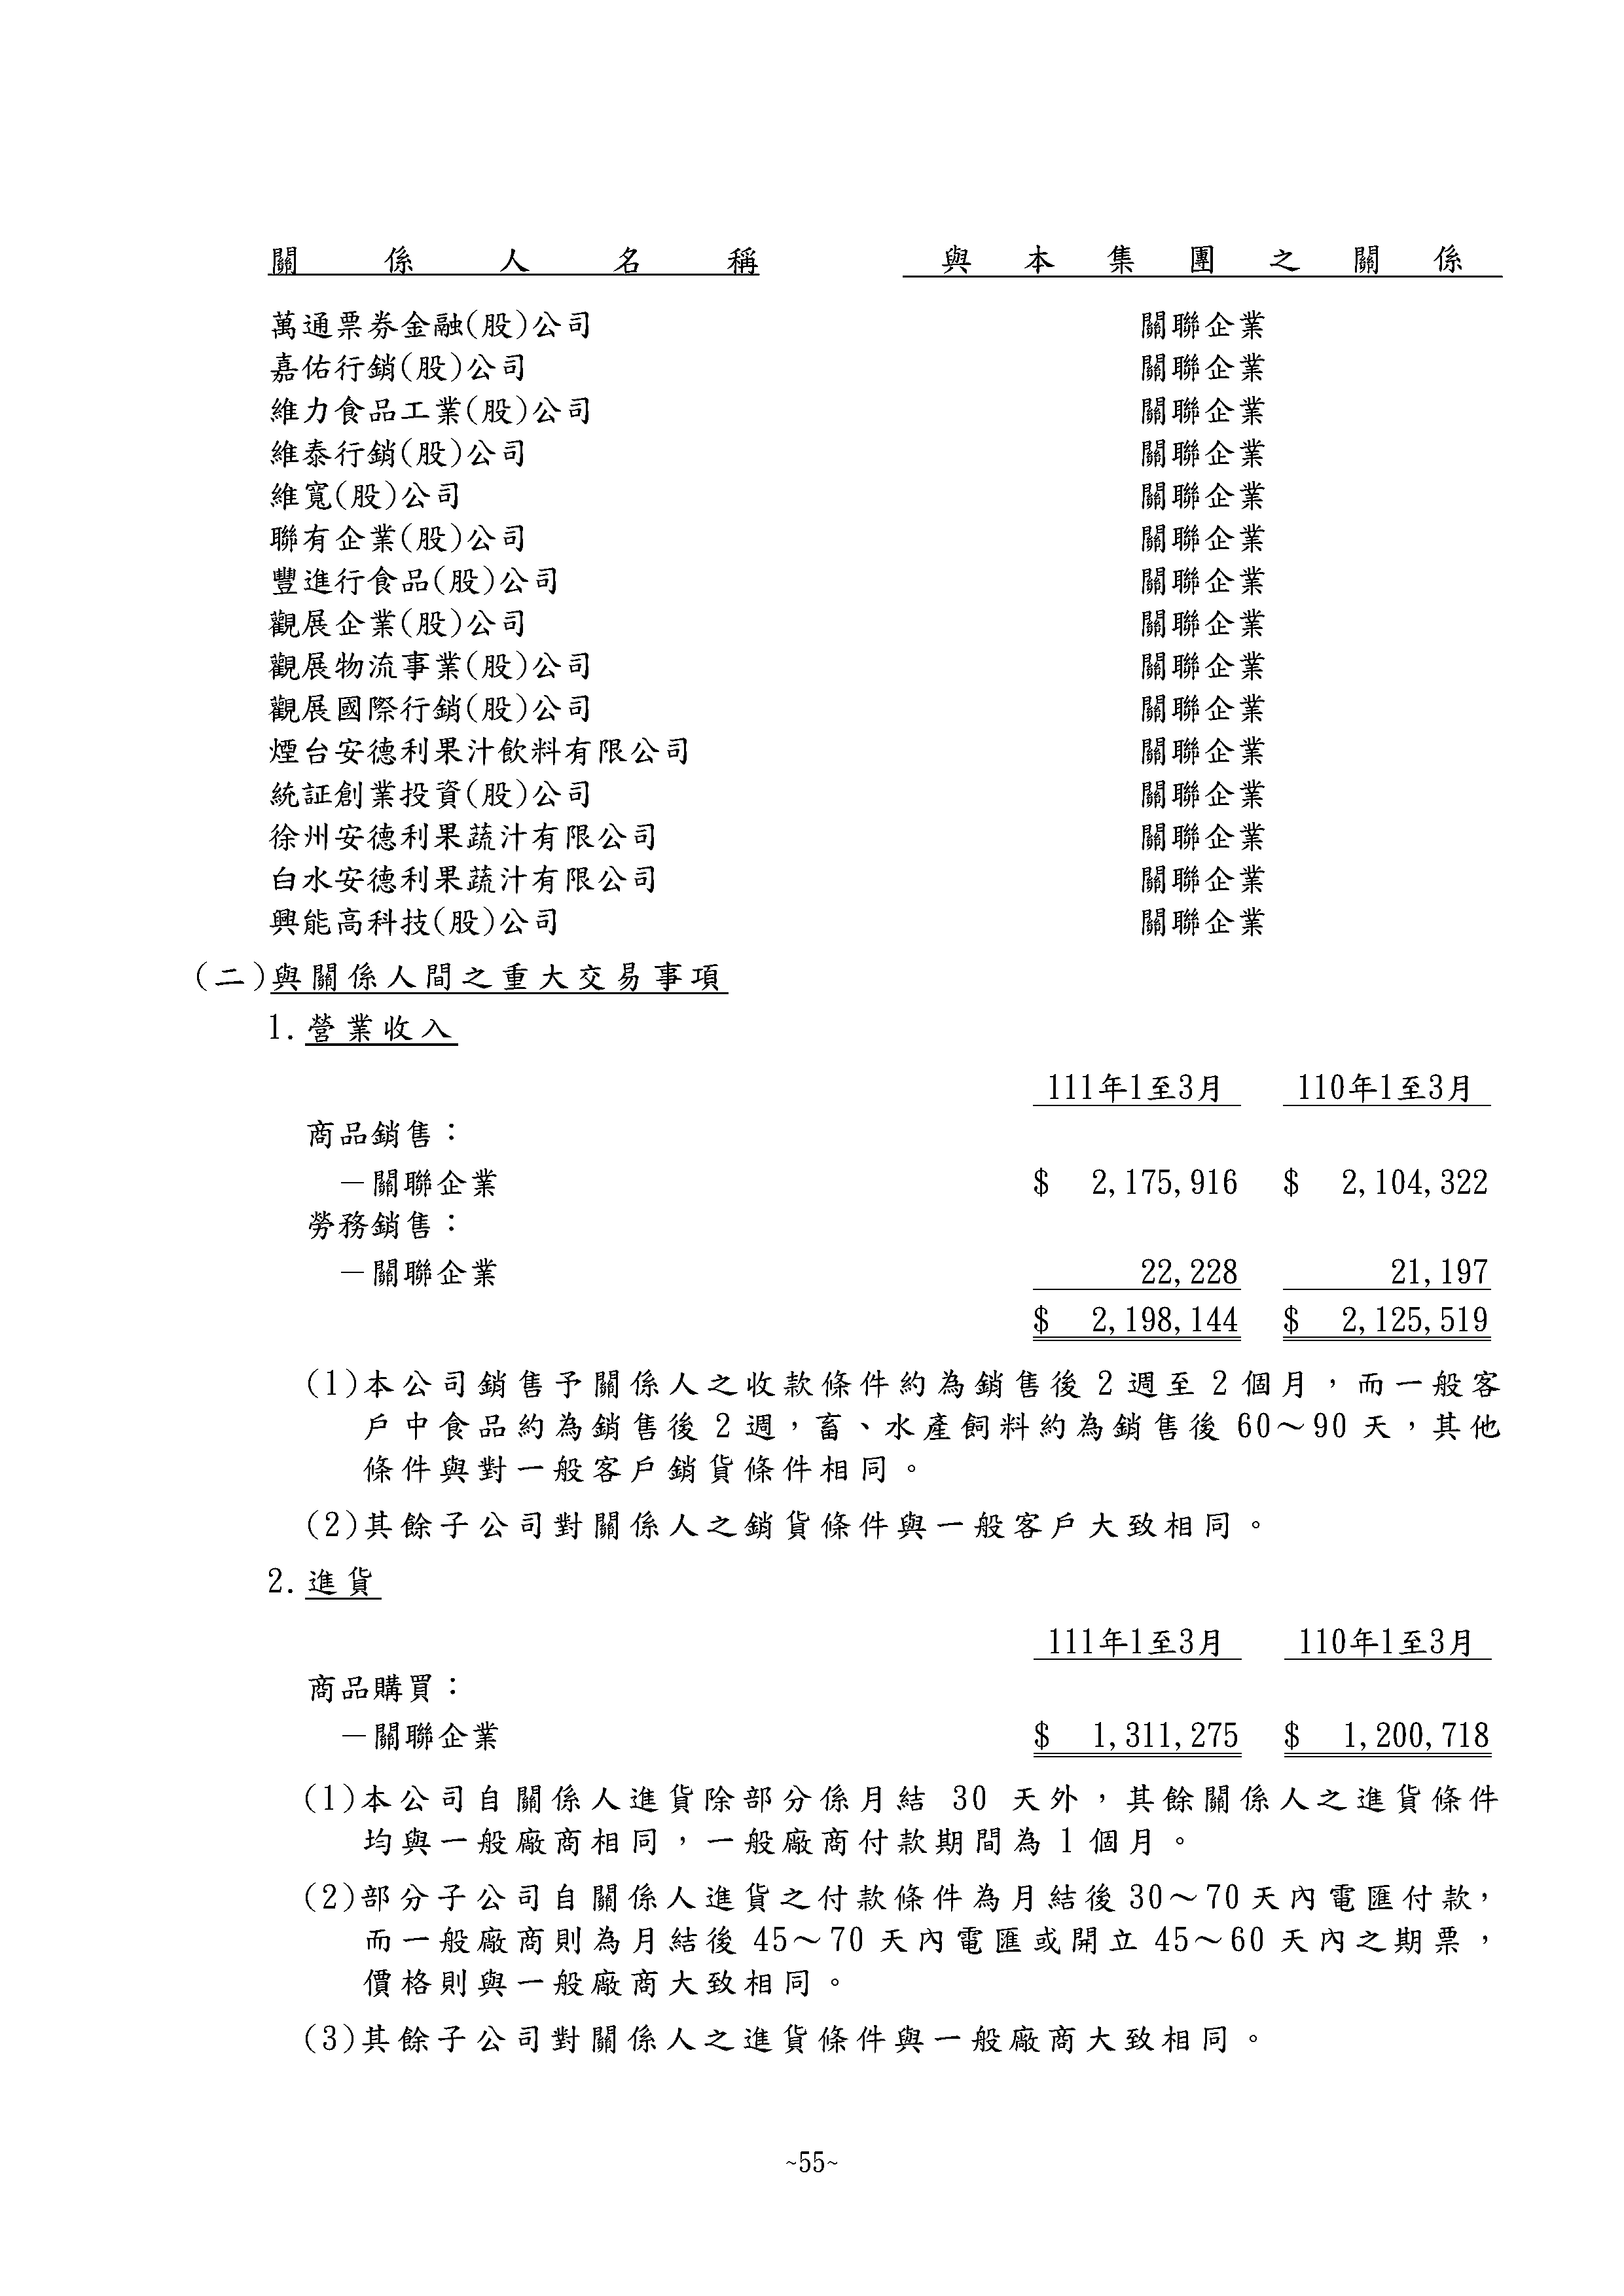 關係人名稱 與本集團之關係
萬通票券金融(股)公司 關聯企業
嘉佑行銷(股)公司 關聯企業
維力食品工業(股)公司 關聯企業
維泰行銷(股)公司 關聯企業
維寬(股)公司 關聯企業
聯有企業(股)公司 關聯企業
豐進行食品(股)公司 關聯企業
觀展企業(股)公司 關聯企業
觀展物流事業(股)公司 關聯企業
觀展國際行銷(股)公司 關聯企業
煙台安德利果汁飲料有限公司 關聯企業
統証創業投資(股)公司 關聯企業
徐州安德利果蔬汁有限公司 關聯企業
白水安德利果蔬汁有限公司 關聯企業
興能高科技(股)公司 關聯企業
(二)與關係人間之重大交易事項
1.營業收入
111年1至3月 110年1至3月
商品銷售：
－關聯企業 $ 2,175,916 $ 2,104,322
勞務銷售：
－關聯企業 22,228 21,197
$ 2,198,144 $ 2,125,519
(1)本公司銷售予關係人之收款條件約為銷售後 2 週至 2 個月，而一般客
戶中食品約為銷售後 2 週，畜、水產飼料約為銷售後 60～90 天，其他
條件與對一般客戶銷貨條件相同。
(2)其餘子公司對關係人之銷貨條件與一般客戶大致相同。
2.進貨
111年1至3月 110年1至3月
商品購買：
－關聯企業 $ 1,311,275 $ 1,200,718
(1)本公司自關係人進貨除部分係月結 30 天外，其餘關係人之進貨條件
均與一般廠商相同，一般廠商付款期間為 1 個月。
(2)部分子公司自關係人進貨之付款條件為月結後 30～70 天內電匯付款，
而一般廠商則為月結後 45～70 天內電匯或開立 45～60 天內之期票，
價格則與一般廠商大致相同。
(3)其餘子公司對關係人之進貨條件與一般廠商大致相同。
~55~